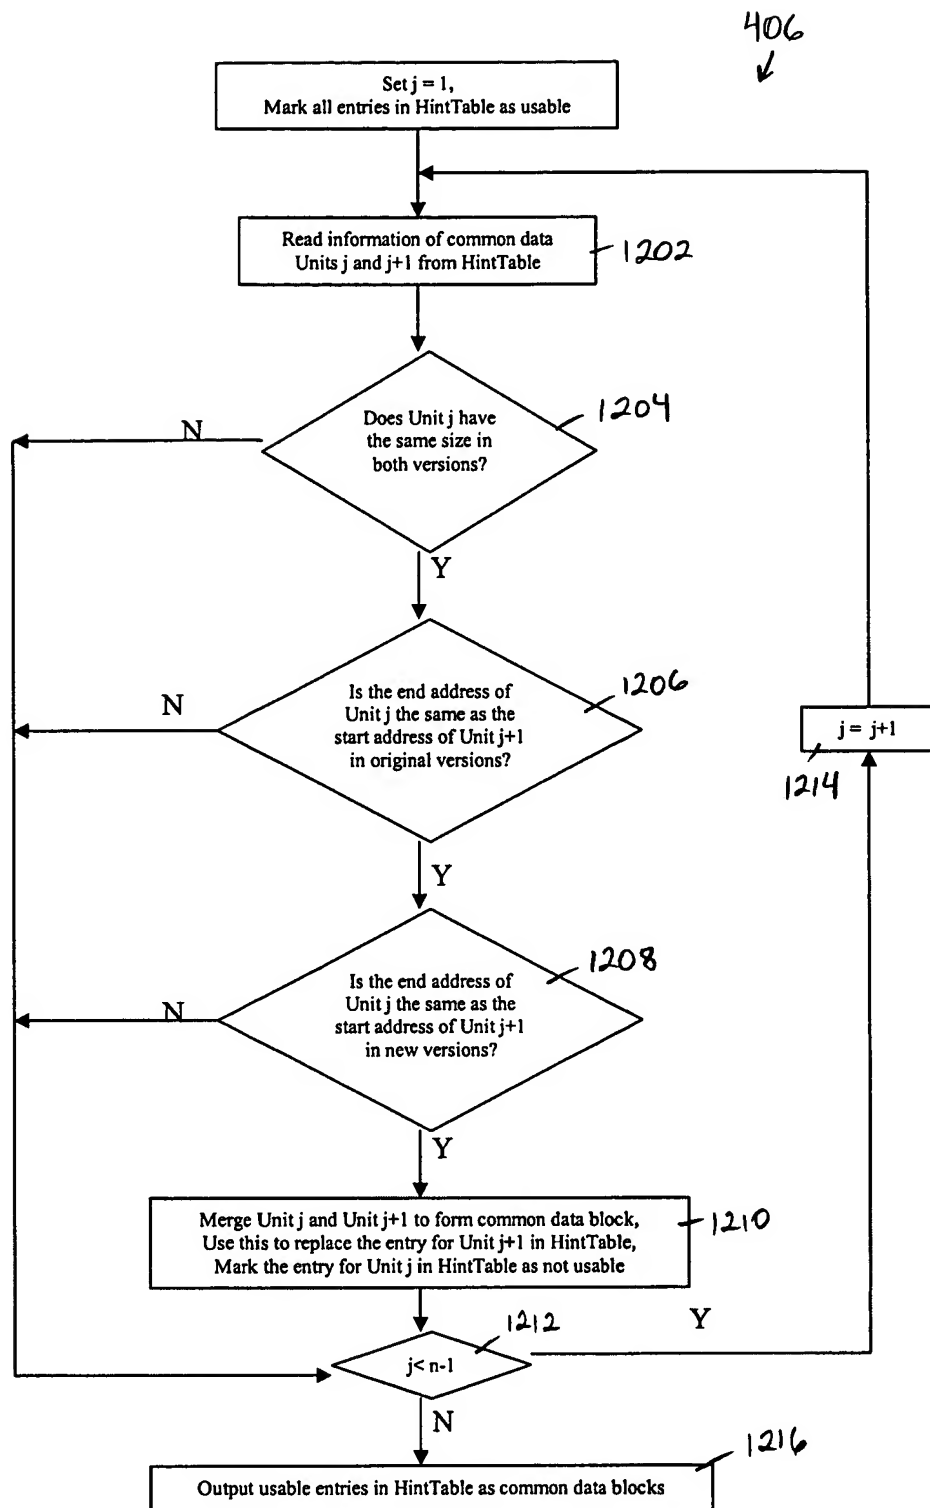 406
Set j = 1,
Mark all entries in HintTable as usable
Read information of common data
Units j and j+1 from HintTable
1202
Does Unit j have
the same size in
both versions?
1204
N
Y
Is the end address of
Unit j the same as the
start address of Unit j+1
in original versions?
1206
N
j = j+1
1214
Y
Is the end address of
Unit j the same as the
start address of Unit j+1
in new versions?
1208
N
Y
Merge Unit j and Unit j+1 to form common data block,
Use this to replace the entry for Unit j+1 in HintTable,
Mark the entry for Unit j in HintTable as not usable
1210
j< n-1
1212
Y
N
Output usable entries in HintTable as common data blocks
1216